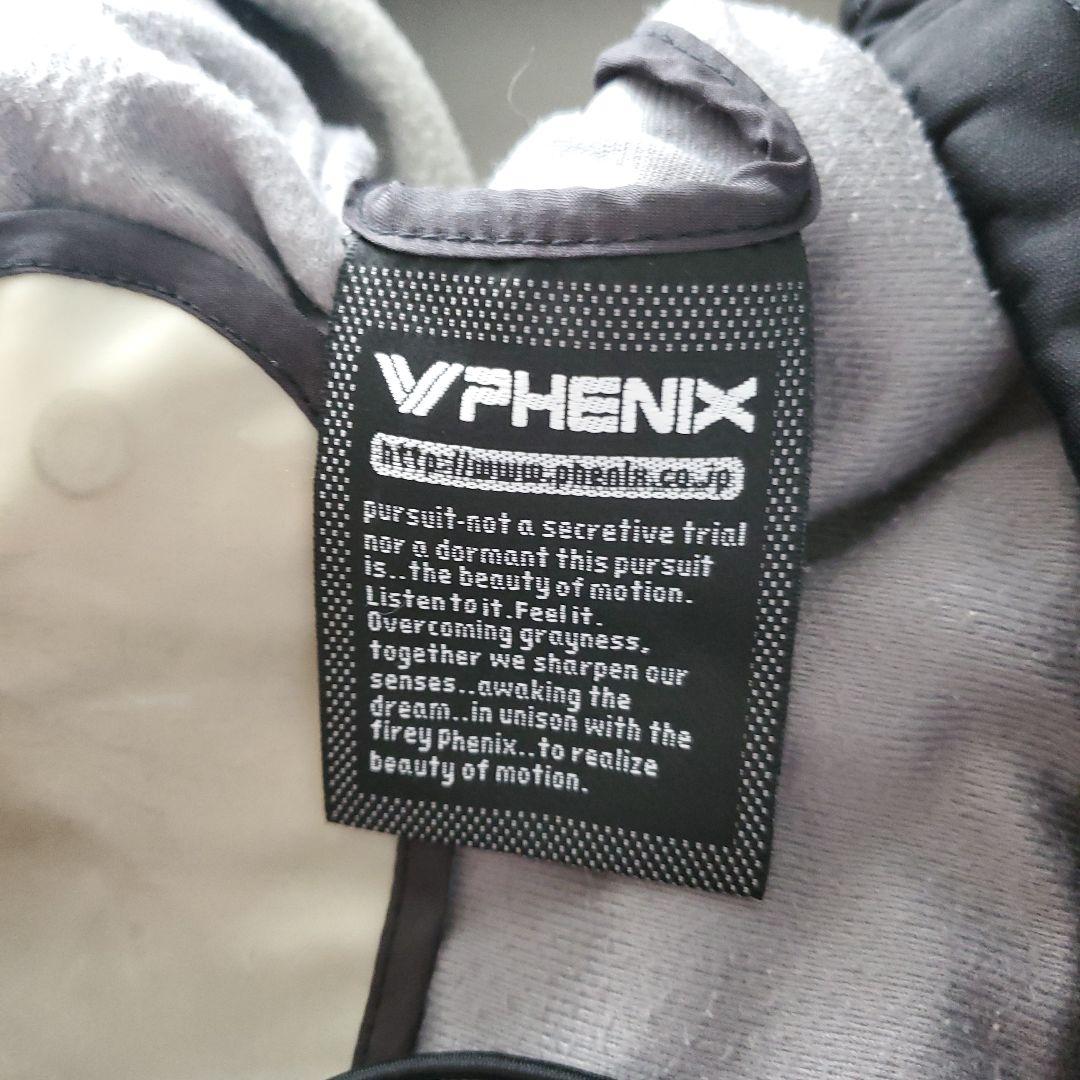 PHENIX
http://www.phenix.co.jp
pursuit-not a secretive trial
nor a dormant this pursuit
is..the beauty of motion.
Listen to it.Feel it.
Overcoming grayness,
together we sharpen our
senses..awaking the
dream..in unison with the
firey Phenix..to realize
beauty of motion.